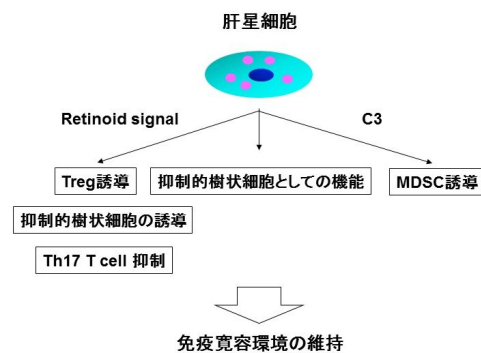 肝星細胞
Retinoid signal
C3
Treg誘導
抑制的樹状細胞としての機能
MDSC誘導
抑制的樹状細胞の誘導
Th17 T cell 抑制
免疫寛容環境の維持